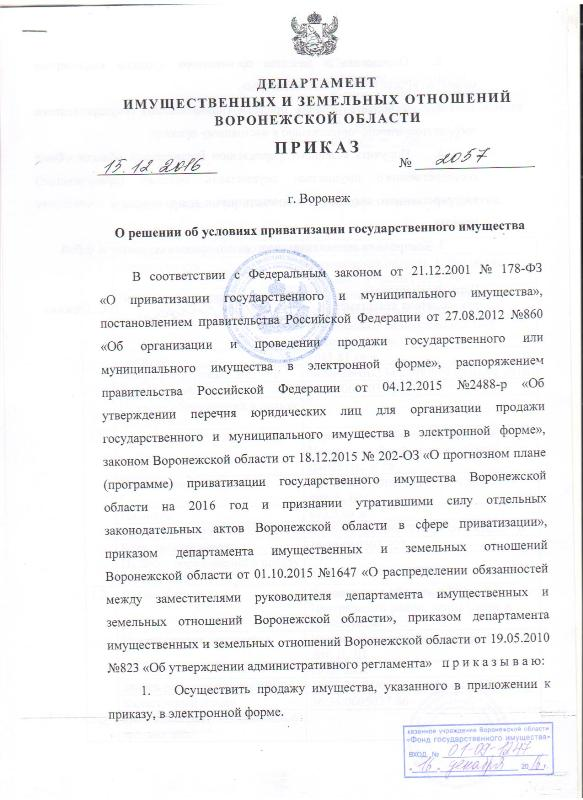 ДЕПАРТАМЕНТ
ИМУЩЕСТВЕННЫХ И ЗЕМЕЛЬНЫХ ОТНОШЕНИЙ
ВОРОНЕЖСКОЙ ОБЛАСТИ
ПРИКАЗ
15.12.2016 № 2057
г. Воронеж
О решении об условиях приватизации государственного имущества
В соответствии с Федеральным законом от 21.12.2001 № 178-ФЗ
«О приватизации государственного и муниципального имущества»,
постановлением правительства Российской Федерации от 27.08.2012 №860
«Об организации и проведении продажи государственного или
муниципального имущества в электронной форме», распоряжением
правительства Российской Федерации от 04.12.2015 №2488-р «Об
утверждении перечня юридических лиц для организации продажи
государственного и муниципального имущества в электронной форме»,
законом Воронежской области от 18.12.2015 № 202-ОЗ «О прогнозном плане
(программе) приватизации государственного имущества Воронежской
области на 2016 год и признании утратившими силу отдельных
законодательных актов Воронежской области в сфере приватизации»,
приказом департамента имущественных и земельных отношений
Воронежской области от 01.10.2015 №1647 «О распределении обязанностей
между заместителями руководителя департамента имущественных и
земельных отношений Воронежской области», приказом департамента
имущественных и земельных отношений Воронежской области от 19.05.2010
№823 «Об утверждении административного регламента» п р и к а з ы в а ю:
1. Осуществить продажу имущества, указанного в приложении к
приказу, в электронной форме.
казенное учреждение Воронежской области
«Фонд государственного имущества»
ВХОД. №
«16» декабря 2016 г.